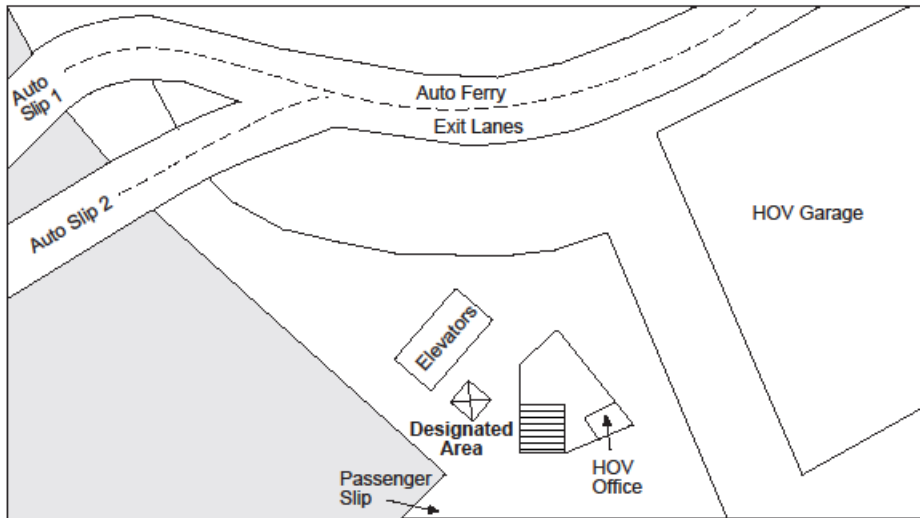 Auto
Slip 1
Auto Ferry
Exit Lanes
Auto Slip 2
HOV Garage
Elevators
Designated
Area
HOV
Office
Passenger
Slip